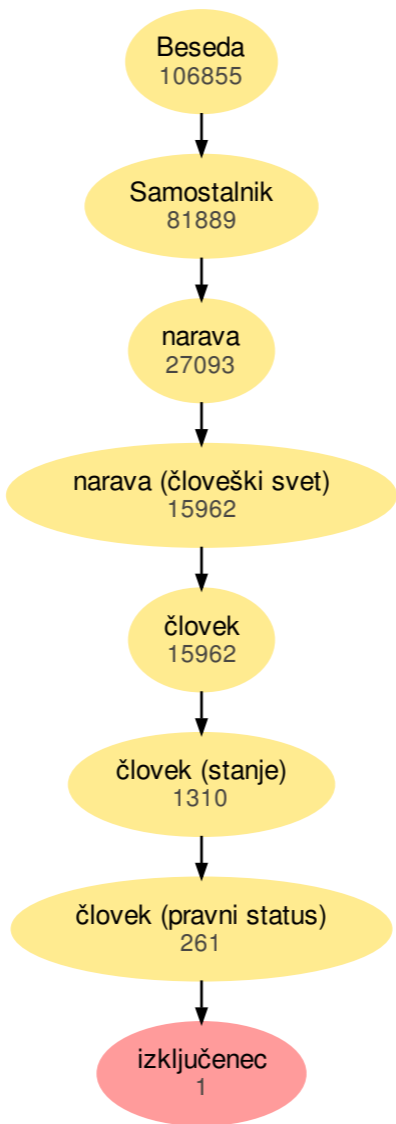 Beseda
106855
Samostalnik
81889
narava
27093
narava (človeški svet)
15962
človek
15962
človek (stanje)
1310
človek (pravni status)
261
izključenec
1